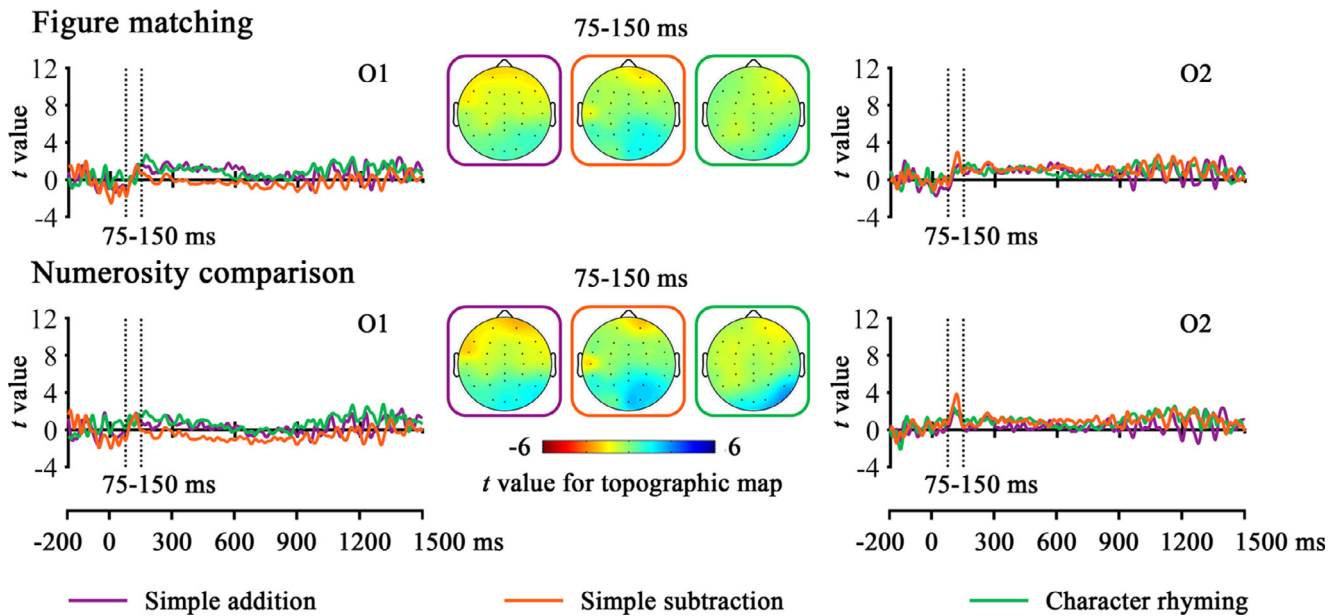 Figure matching
75-150 ms
12
8
4
0
-4
t value
O1
75-150 ms
12
8
4
0
-4
t value
O2
75-150 ms
Numerosity comparison
75-150 ms
12
8
4
0
-4
t value
O1
75-150 ms
-6 6
t value for topographic map
12
8
4
0
-4
t value
O2
75-150 ms
-200 0 300 600 900 1200 1500 ms
-200 0 300 600 900 1200 1500 ms
Simple addition Simple subtraction Character rhyming